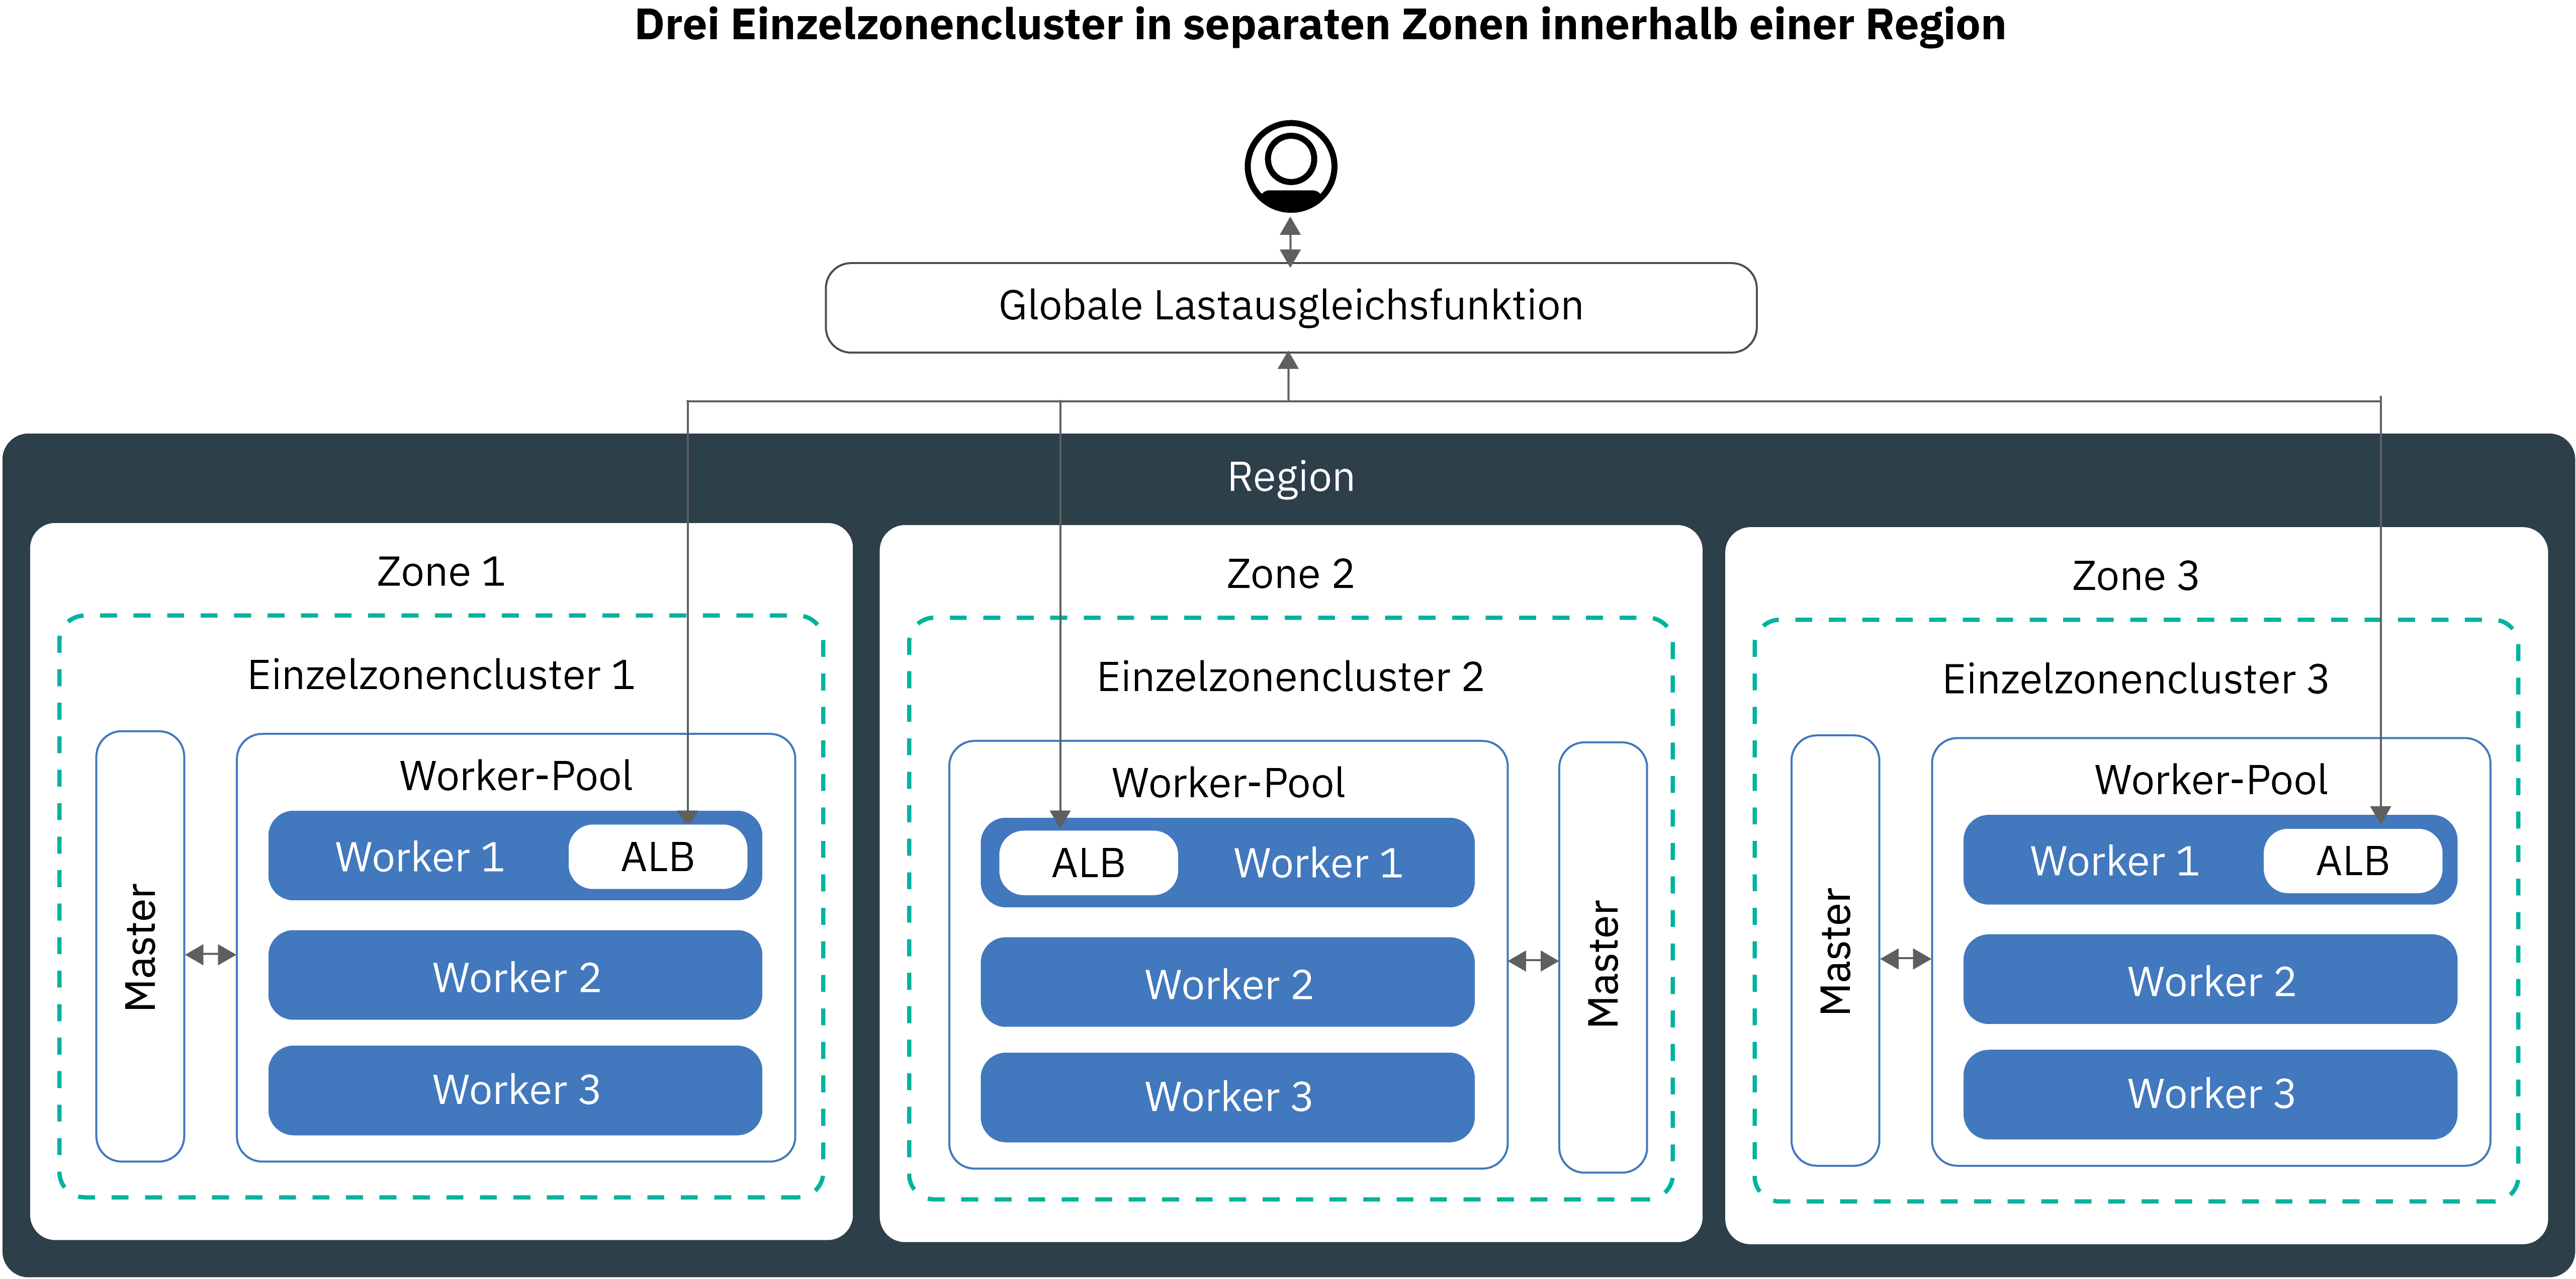 Drei Einzelzonencluster in separaten Zonen innerhalb einer Region
Globale Lastausgleichsfunktion
Region
Zone 1
Einzelzonencluster 1
Master
Worker-Pool
Worker 1
ALB
Worker 2
Worker 3
Zone 2
Einzelzonencluster 2
Worker-Pool
ALB
Worker 1
Worker 2
Worker 3
Master
Zone 3
Einzelzonencluster 3
Master
Worker-Pool
Worker 1
ALB
Worker 2
Worker 3